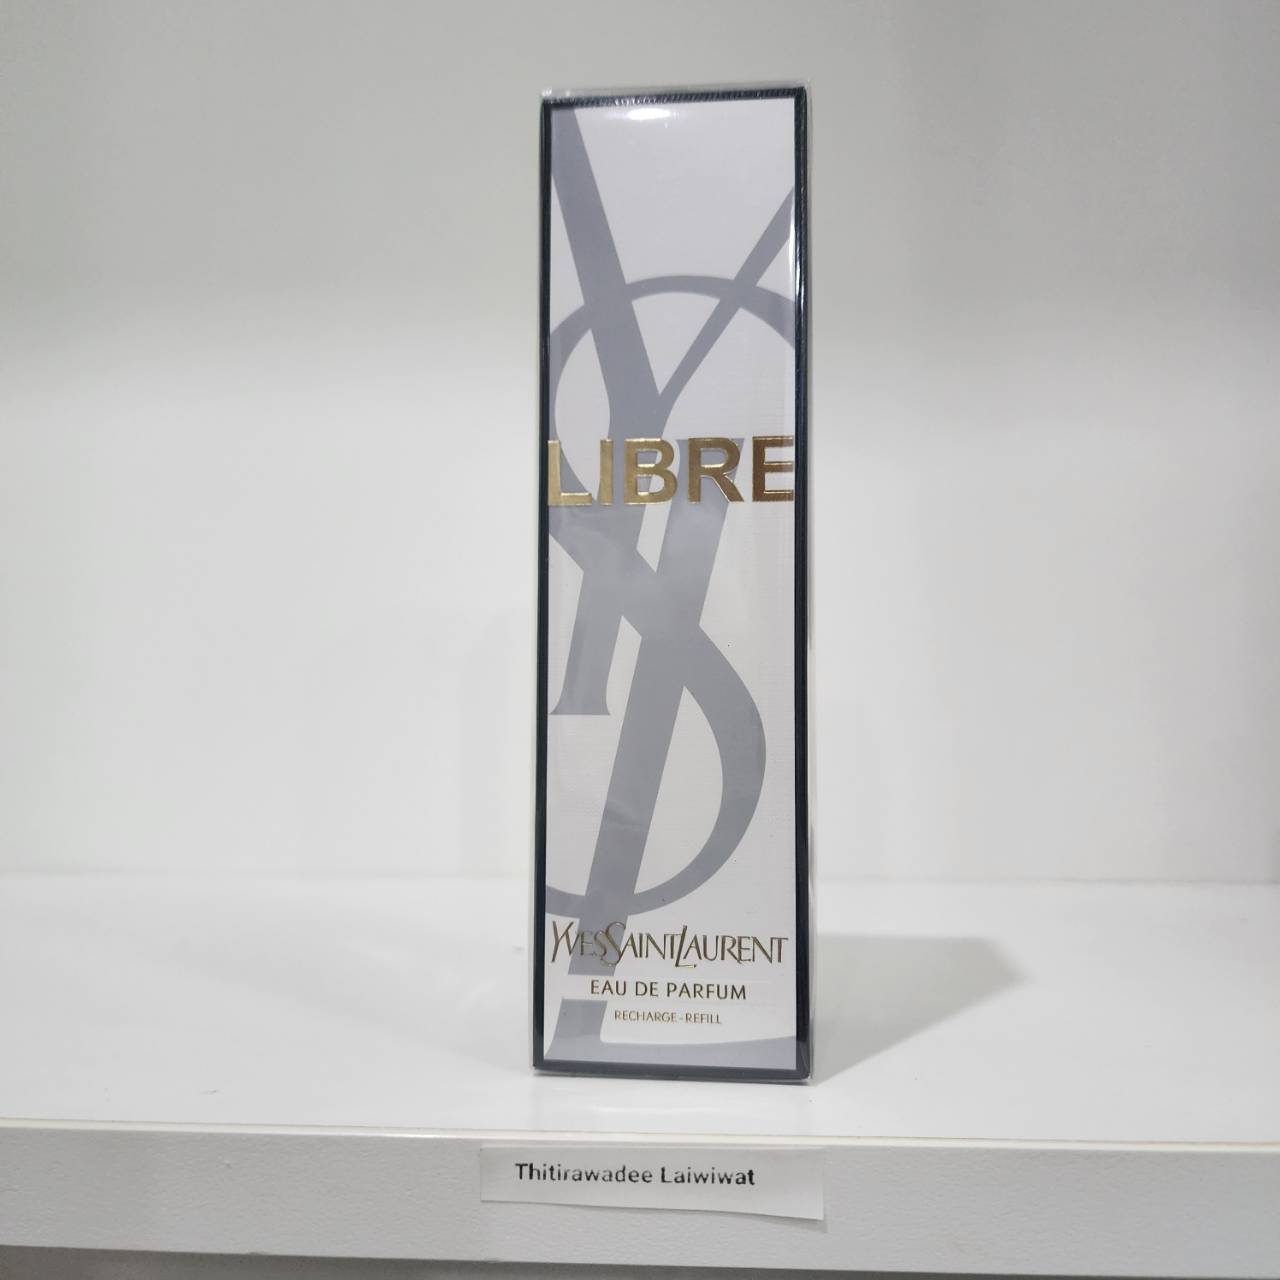 LIBRE
YVESSAINTLAURENT
EAU DE PARFUM
RECHARGE-REFILL
Thitirawadee Laiwiwat